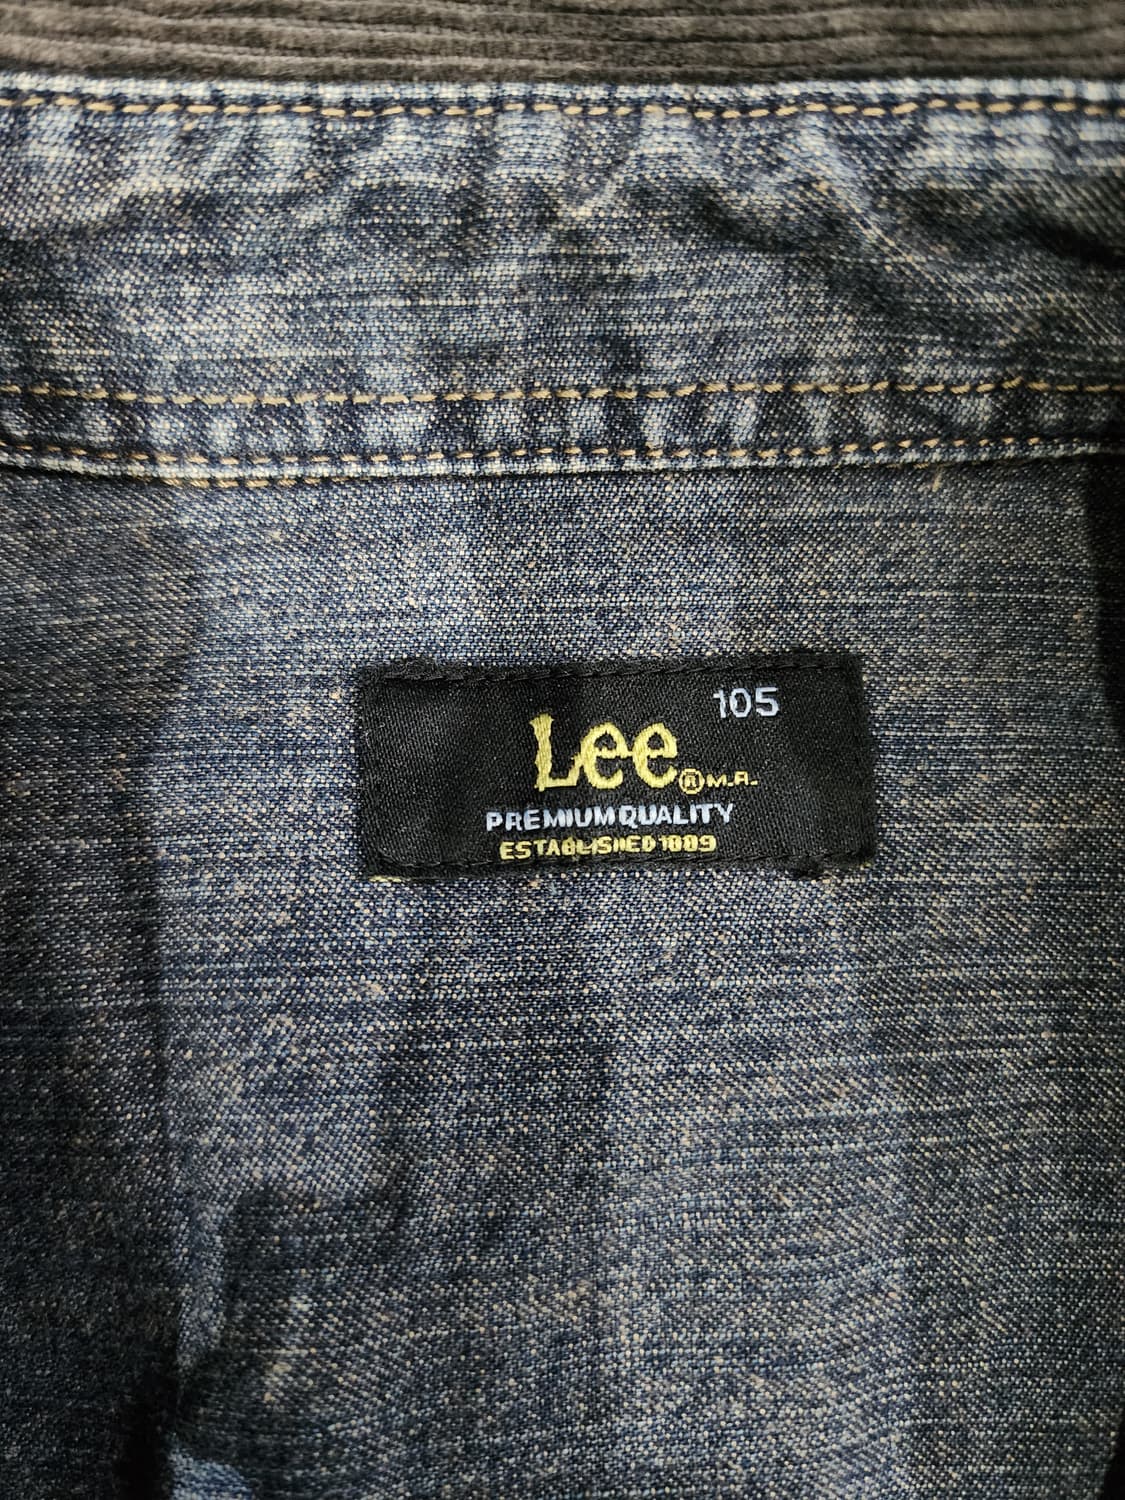 105
Lee ® M.R.
PREMIUM QUALITY
ESTABLISHED 1889